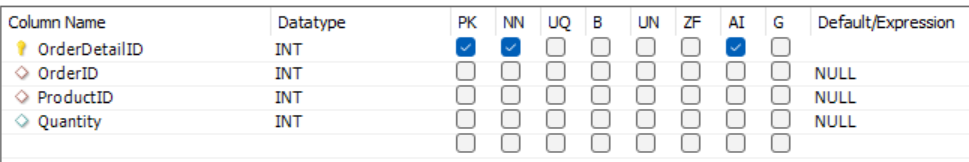 Column Name Datatype PK NN UQ B UN ZF AI G Default/Expression
OrderDetailID INT
OrderID INT NULL
ProductID INT NULL
Quantity INT NULL